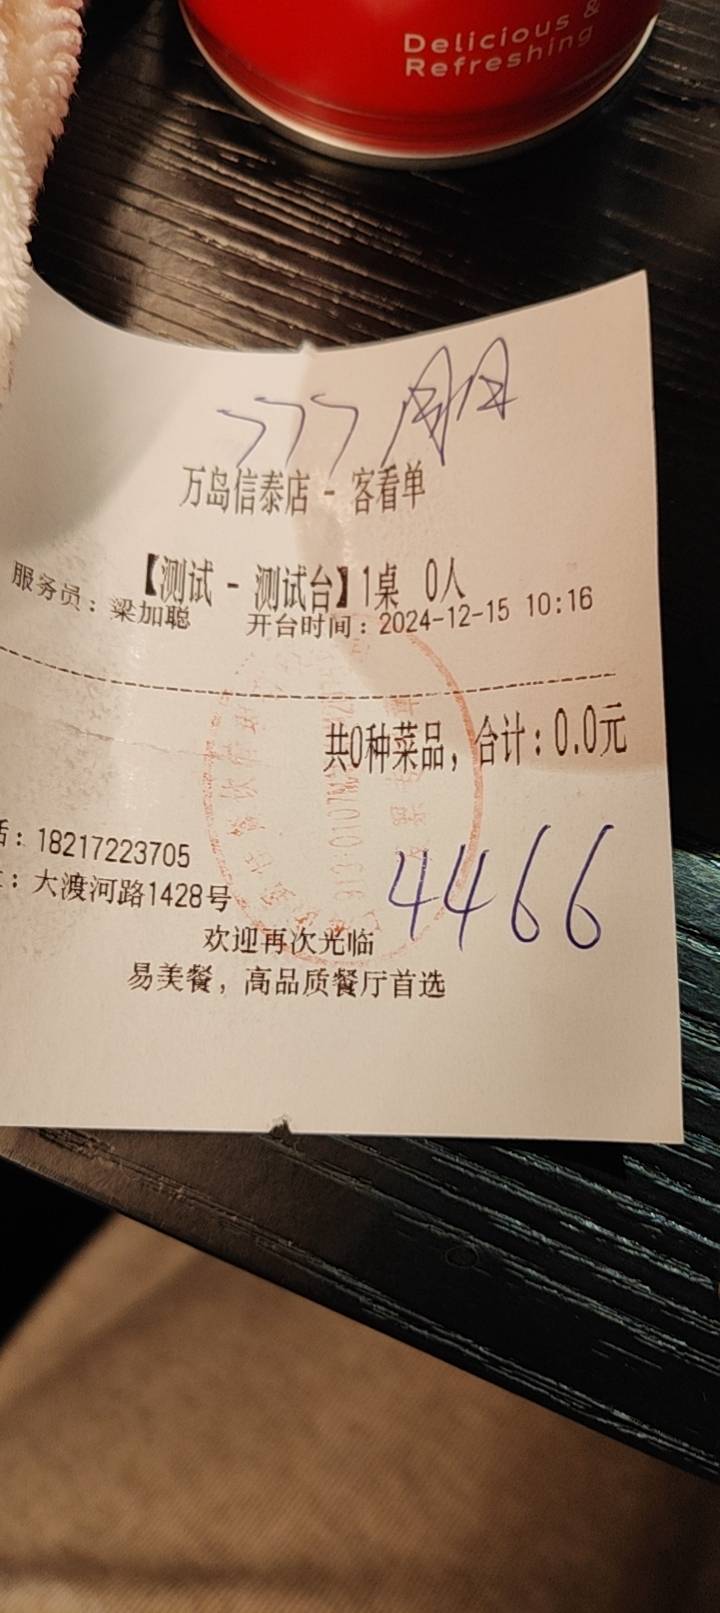 Delicious &
Refreshing
777
万岛信泰店 - 客看单
【测试 - 测试台】1桌 0人
服务员：梁加聪 开台时间：2024-12-15 10:16
共0种菜品，合计：0.0元
话：18217223705
：大渡河路1428号
4466
欢迎再次光临
易美餐，高品质餐厅首选